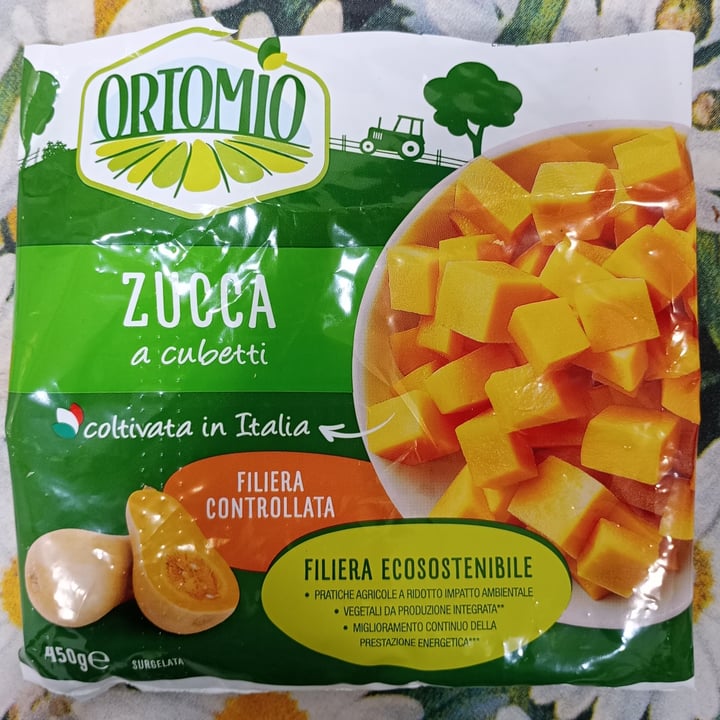 ORTOMIO
ZUCCA
a cubetti
coltivata in Italia
FILIERA
CONTROLLATA
FILIERA ECOSOSTENIBILE
• PRATICHE AGRICOLE A RIDOTTO IMPATTO AMBIENTALE
• VEGETALI DA PRODUZIONE INTEGRATA**
• MIGLIORAMENTO CONTINUO DELLA
PRESTAZIONE ENERGETICA***
450g℮
SURGELATA